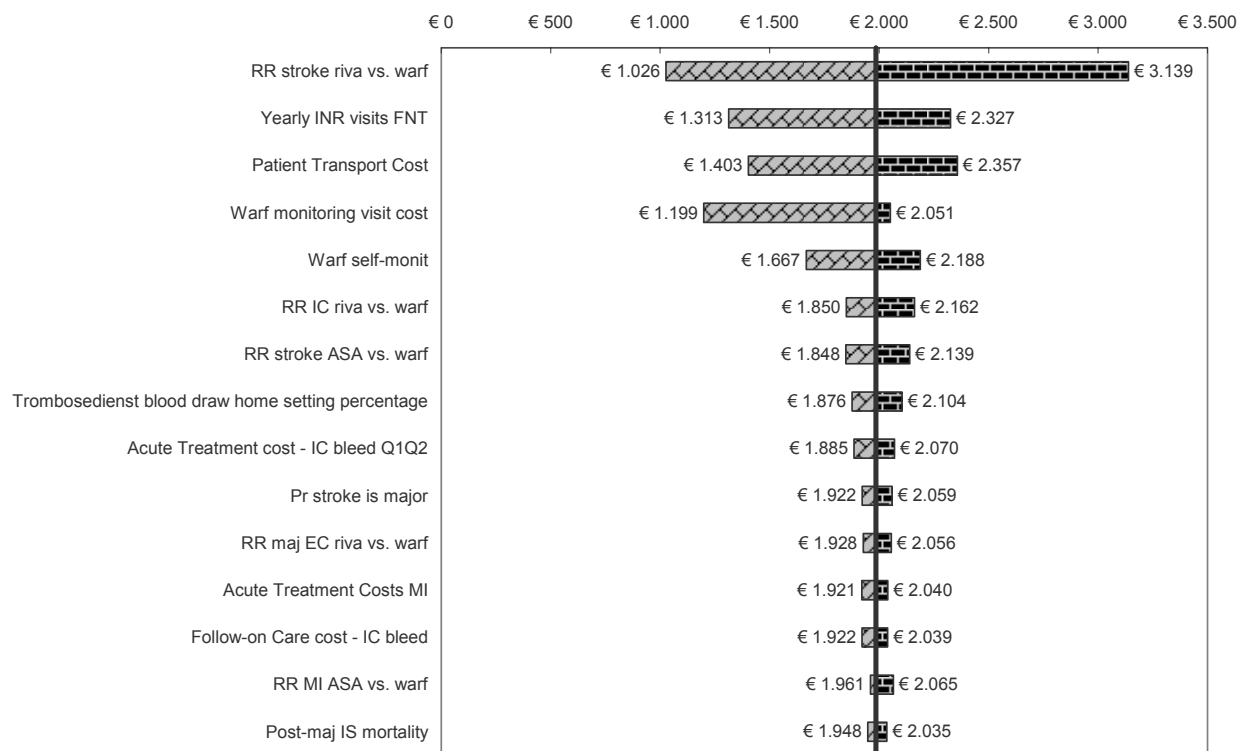 € 0 € 500 € 1.000 € 1.500 € 2.000 € 2.500 € 3.000 € 3.500
RR stroke riva vs. warf € 1.026 € 3.139
Yearly INR visits FNT € 1.313 € 2.327
Patient Transport Cost € 1.403 € 2.357
Warf monitoring visit cost € 1.199 € 2.051
Warf self-monit € 1.667 € 2.188
RR IC riva vs. warf € 1.850 € 2.162
RR stroke ASA vs. warf € 1.848 € 2.139
Trombosedienst blood draw home setting percentage € 1.876 € 2.104
Acute Treatment cost - IC bleed Q1Q2 € 1.885 € 2.070
Pr stroke is major € 1.922 € 2.059
RR maj EC riva vs. warf € 1.928 € 2.056
Acute Treatment Costs MI € 1.921 € 2.040
Follow-on Care cost - IC bleed € 1.922 € 2.039
RR MI ASA vs. warf € 1.961 € 2.065
Post-maj IS mortality € 1.948 € 2.035